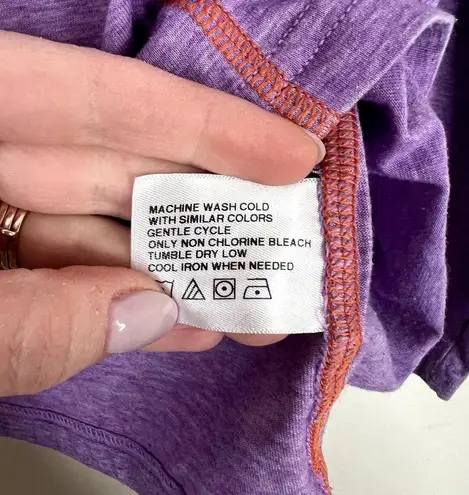 MACHINE WASH COLD
WITH SIMILAR COLORS
GENTLE CYCLE
ONLY NON CHLORINE BLEACH
TUMBLE DRY LOW
COOL IRON WHEN NEEDED